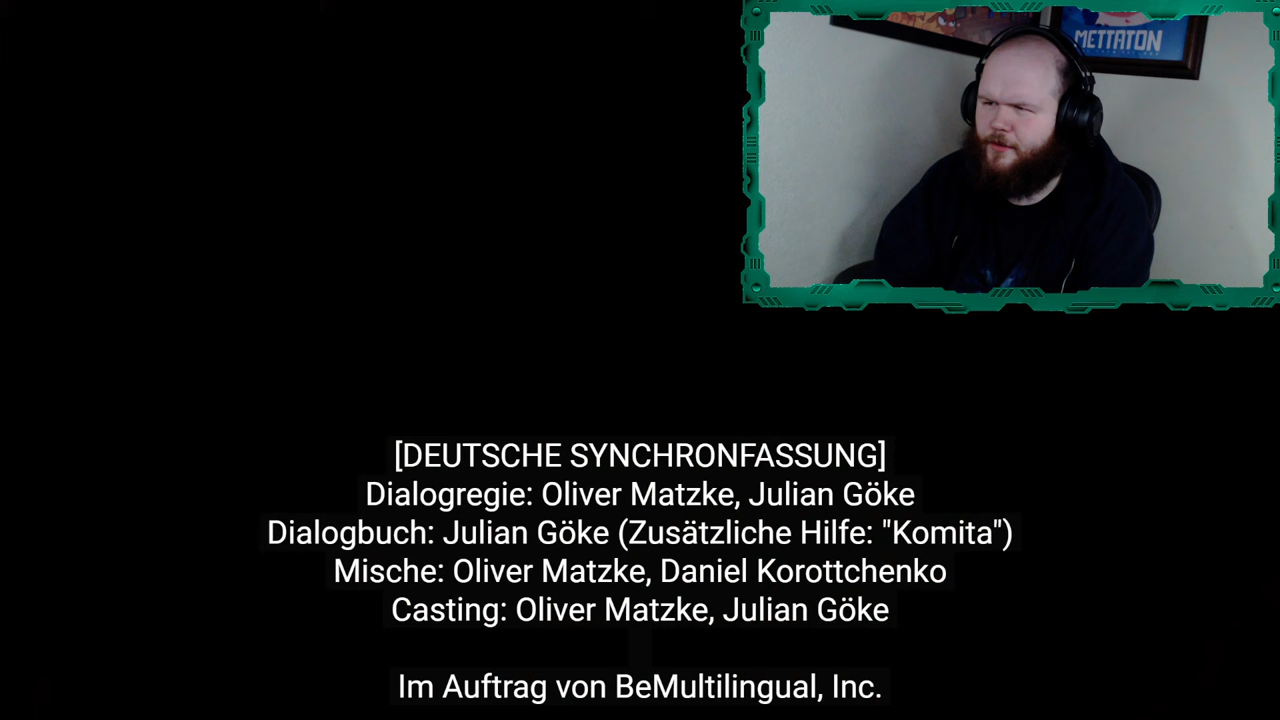 METTATON
[DEUTSCHE SYNCHRONFASSUNG]
Dialogregie: Oliver Matzke, Julian Göke
Dialogbuch: Julian Göke (Zusätzliche Hilfe: "Komita")
Mische: Oliver Matzke, Daniel Korottchenko
Casting: Oliver Matzke, Julian Göke
Im Auftrag von BeMultilingual, Inc.